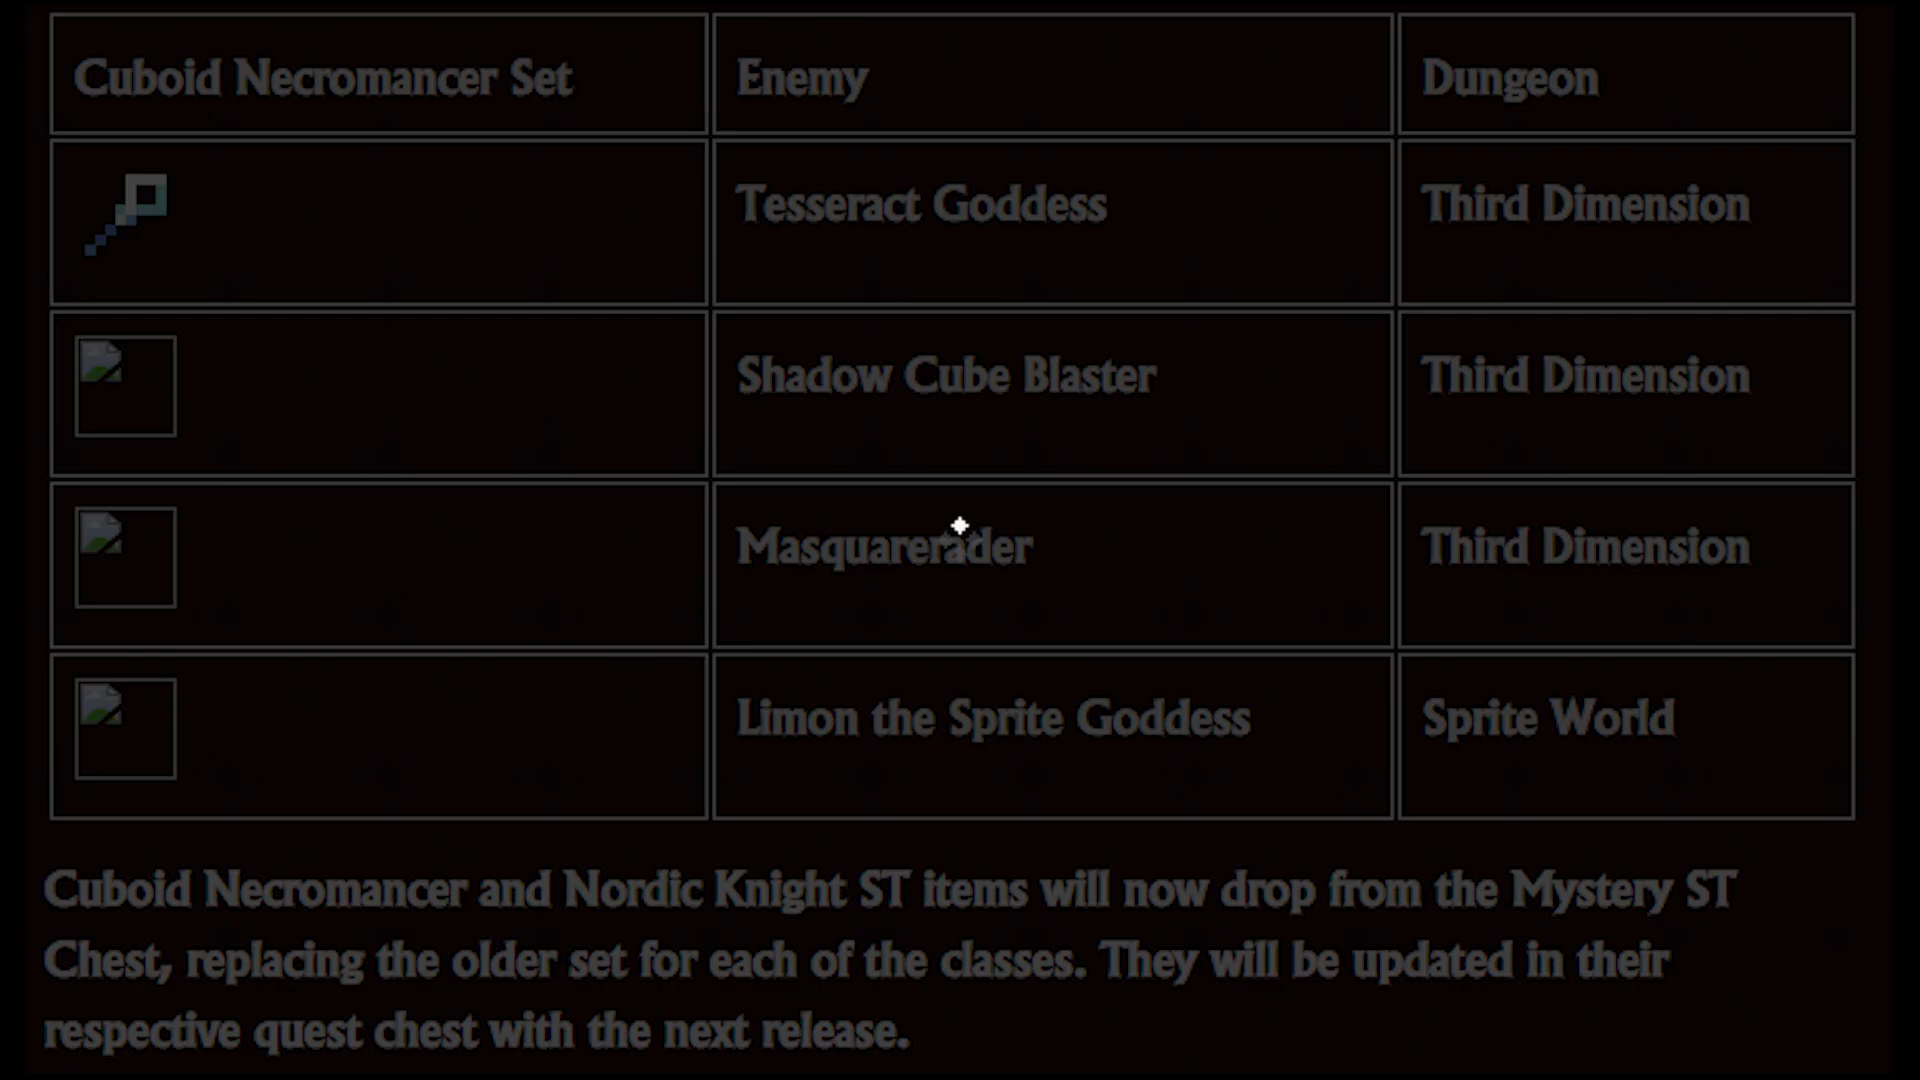 Cuboid Necromancer Set Enemy Dungeon
Tesseract Goddess Third Dimension
Shadow Cube Blaster Third Dimension
Masquarerader Third Dimension
Limon the Sprite Goddess Sprite World
Cuboid Necromancer and Nordic Knight ST items will now drop from the Mystery ST
Chest, replacing the older set for each of the classes. They will be updated in their
respective quest chest with the next release.